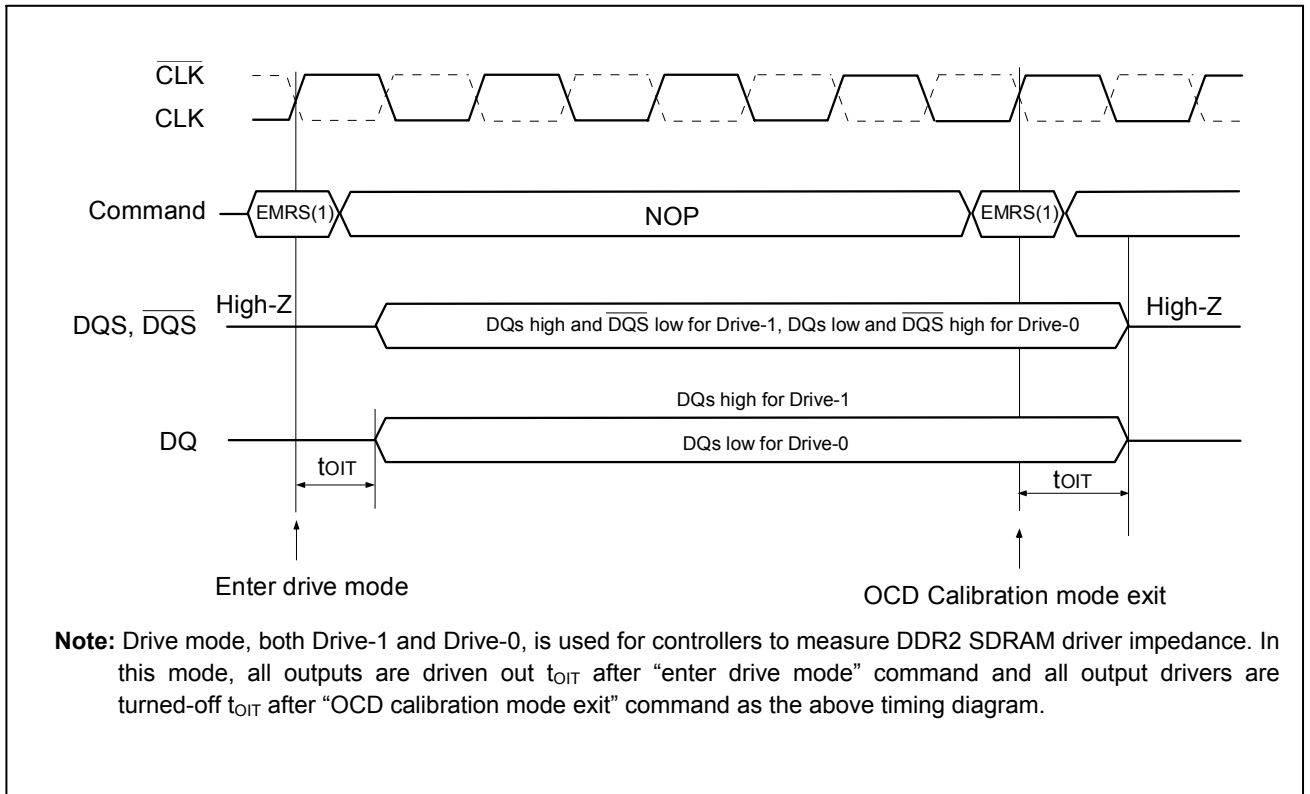 CLK
CLK
Command
EMRS(1)
NOP
EMRS(1)
DQS, DQS
High-Z
DQs high and DQS low for Drive-1, DQs low and DQS high for Drive-0
High-Z
DQs high for Drive-1
DQ
DQs low for Drive-0
tOIT
tOIT
Enter drive mode
OCD Calibration mode exit
Note: Drive mode, both Drive-1 and Drive-0, is used for controllers to measure DDR2 SDRAM driver impedance. In
this mode, all outputs are driven out tOIT after “enter drive mode” command and all output drivers are
turned-off tOIT after “OCD calibration mode exit” command as the above timing diagram.